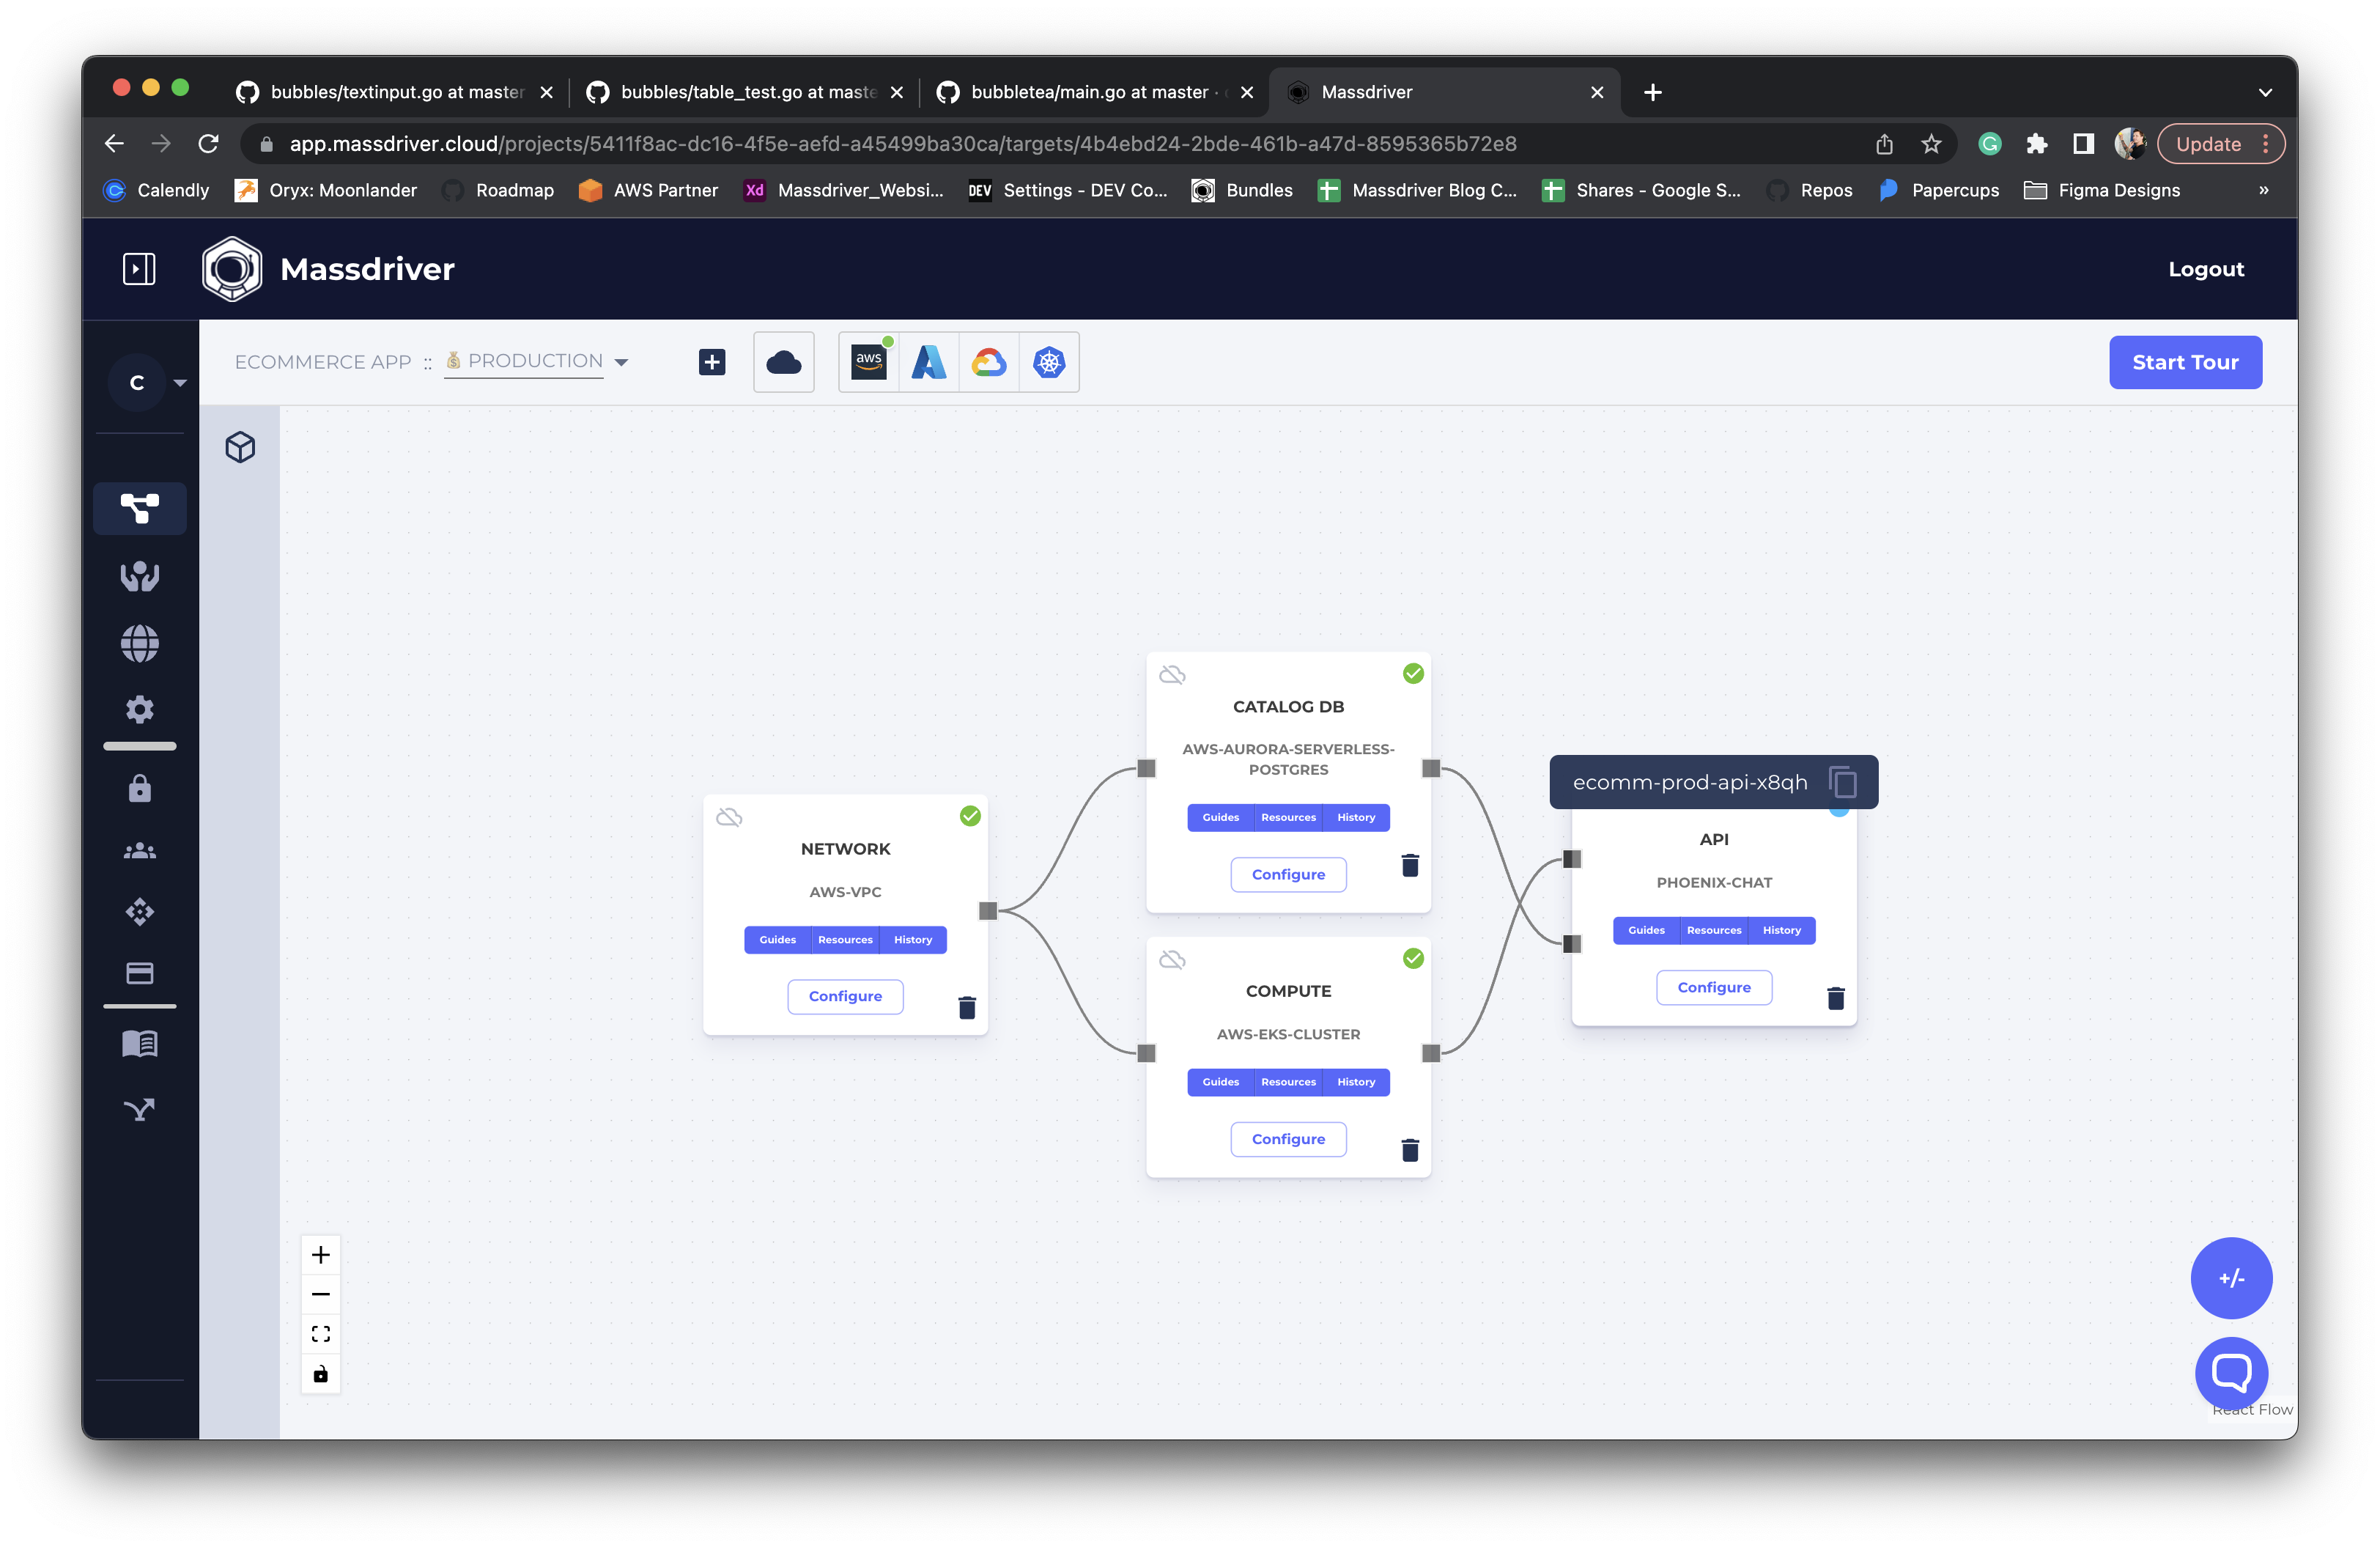 bubbles/textinput.go at master
bubbles/table_test.go at maste
bubbletea/main.go at master ·
Massdriver
app.massdriver.cloud/projects/5411f8ac-dc16-4f5e-aefd-a45499ba30ca/targets/4b4ebd24-2bde-461b-a47d-8595365b72e8
Update
Calendly
Oryx: Moonlander
Roadmap
AWS Partner
Xd
Massdriver_Websi...
DEV
Settings - DEV Co...
Bundles
Massdriver Blog C...
Shares - Google S...
Repos
Papercups
Figma Designs
»
Massdriver
Logout
C
ECOMMERCE APP :: 💰 PRODUCTION
aws
Start Tour
CATALOG DB
AWS-AURORA-SERVERLESS-
POSTGRES
Guides Resources History
Configure
NETWORK
AWS-VPC
Guides Resources History
Configure
ecomm-prod-api-x8qh
API
PHOENIX-CHAT
Guides Resources History
Configure
COMPUTE
AWS-EKS-CLUSTER
Guides Resources History
Configure
+/-
React Flow